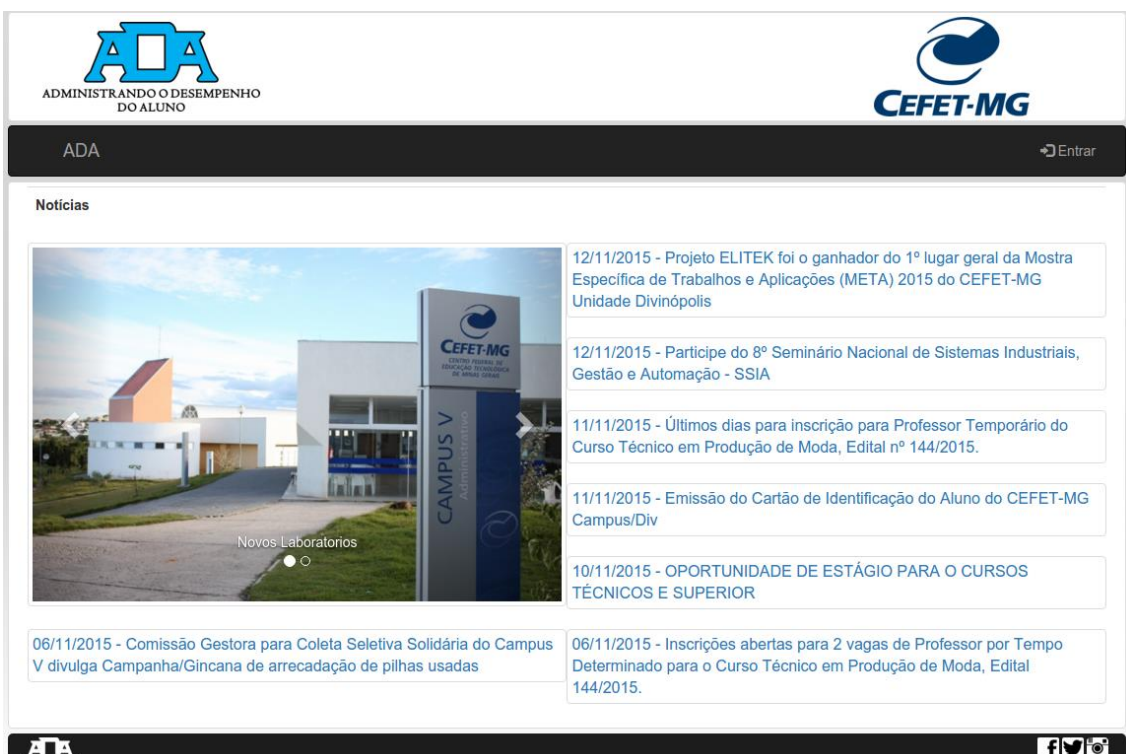 ADA
ADMINISTRANDO O DESEMPENHO
DO ALUNO
CEFET-MG
ADA
Entrar
Notícias
CEFET-MG
CENTRO FEDERAL DE
EDUCAÇÃO TECNOLÓGICA
DE MINAS GERAIS
CAMPUS V
Administrativo
Novos Laboratorios
12/11/2015 - Projeto ELITEK foi o ganhador do 1º lugar geral da Mostra
Específica de Trabalhos e Aplicações (META) 2015 do CEFET-MG
Unidade Divinópolis
12/11/2015 - Participe do 8º Seminário Nacional de Sistemas Industriais,
Gestão e Automação - SSIA
11/11/2015 - Últimos dias para inscrição para Professor Temporário do
Curso Técnico em Produção de Moda, Edital nº 144/2015.
11/11/2015 - Emissão do Cartão de Identificação do Aluno do CEFET-MG
Campus/Div
10/11/2015 - OPORTUNIDADE DE ESTÁGIO PARA O CURSOS
TÉCNICOS E SUPERIOR
06/11/2015 - Comissão Gestora para Coleta Seletiva Solidária do Campus
V divulga Campanha/Gincana de arrecadação de pilhas usadas
06/11/2015 - Inscrições abertas para 2 vagas de Professor por Tempo
Determinado para o Curso Técnico em Produção de Moda, Edital
144/2015.
ADA